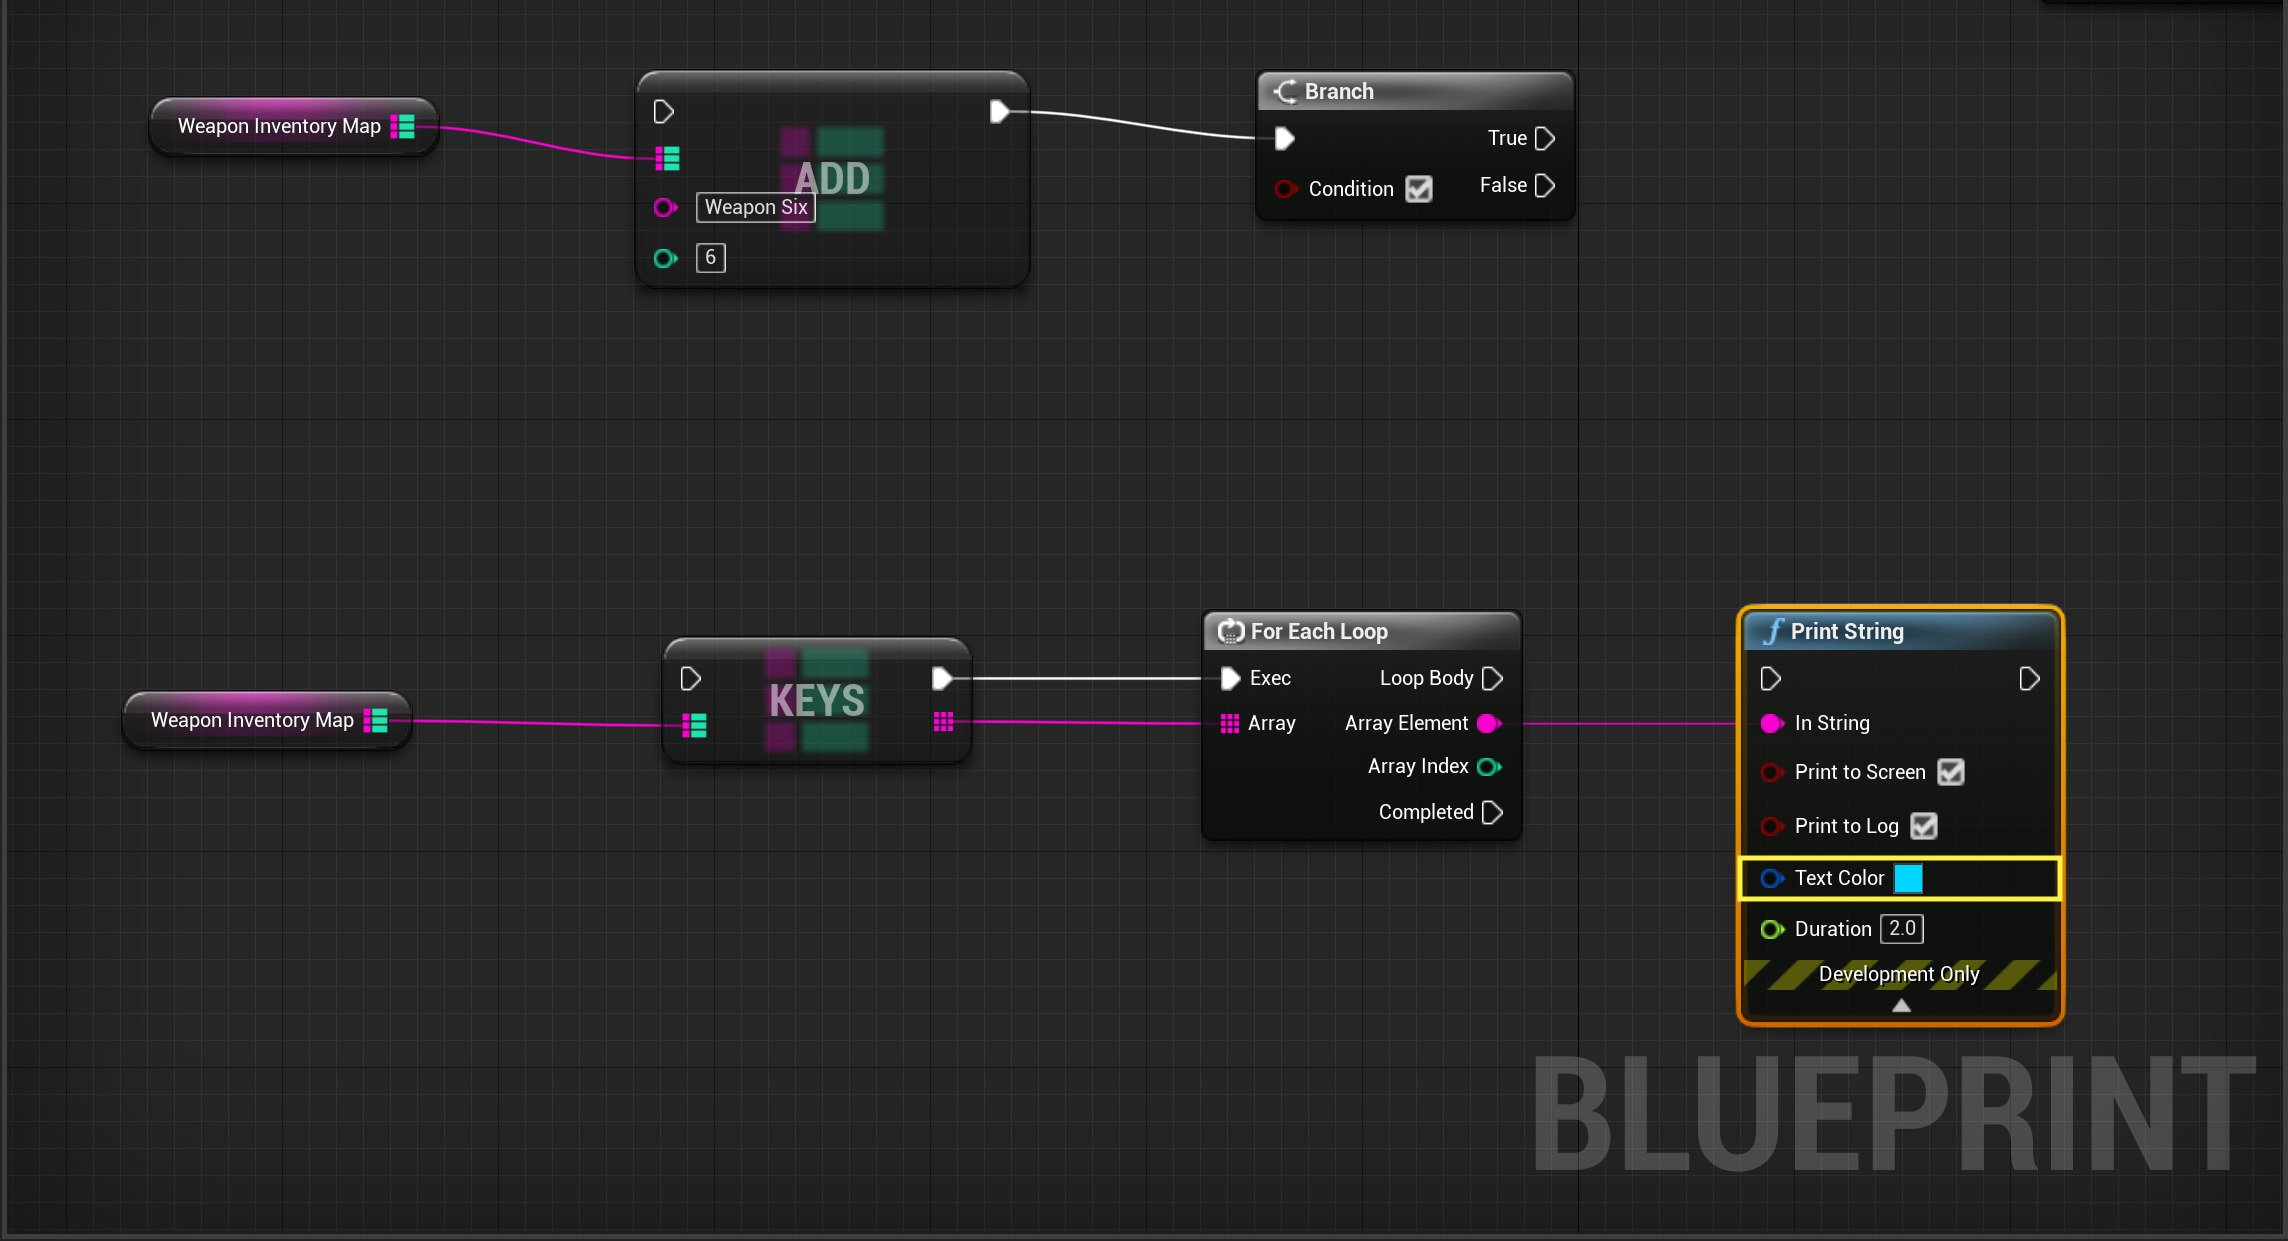 Weapon Inventory Map
ADD
Weapon Six
6
Branch
True
Condition
False
Weapon Inventory Map
KEYS
For Each Loop
Exec
Loop Body
Array
Array Element
Array Index
Completed
Print String
In String
Print to Screen
Print to Log
Text Color
Duration 2.0
Development Only
BLUEPRINT